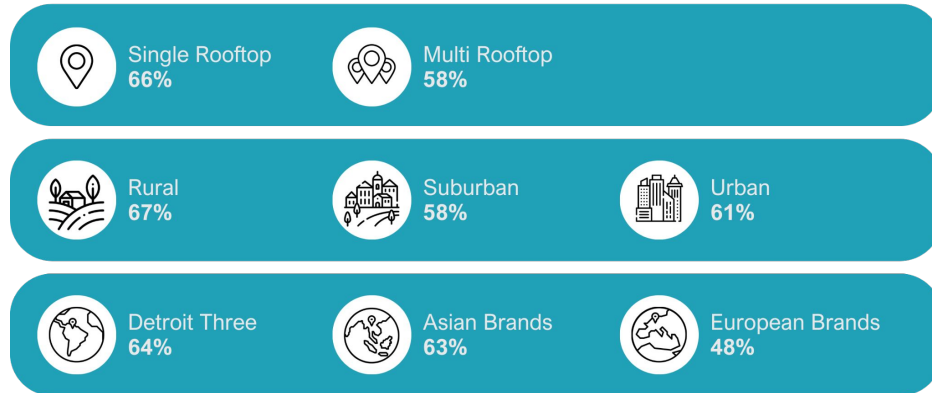 Single Rooftop
66%
Multi Rooftop
58%
Rural
67%
Suburban
58%
Urban
61%
Detroit Three
64%
Asian Brands
63%
European Brands
48%